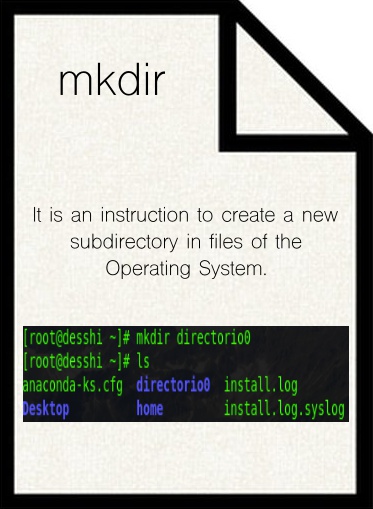 mkdir
It is an instruction to create a new
subdirectory in files of the
Operating System.
[root@desshi ~]# mkdir directorio0
[root@desshi ~]# ls
anaconda-ks.cfg directorio0 install.log
Desktop home install.log.syslog